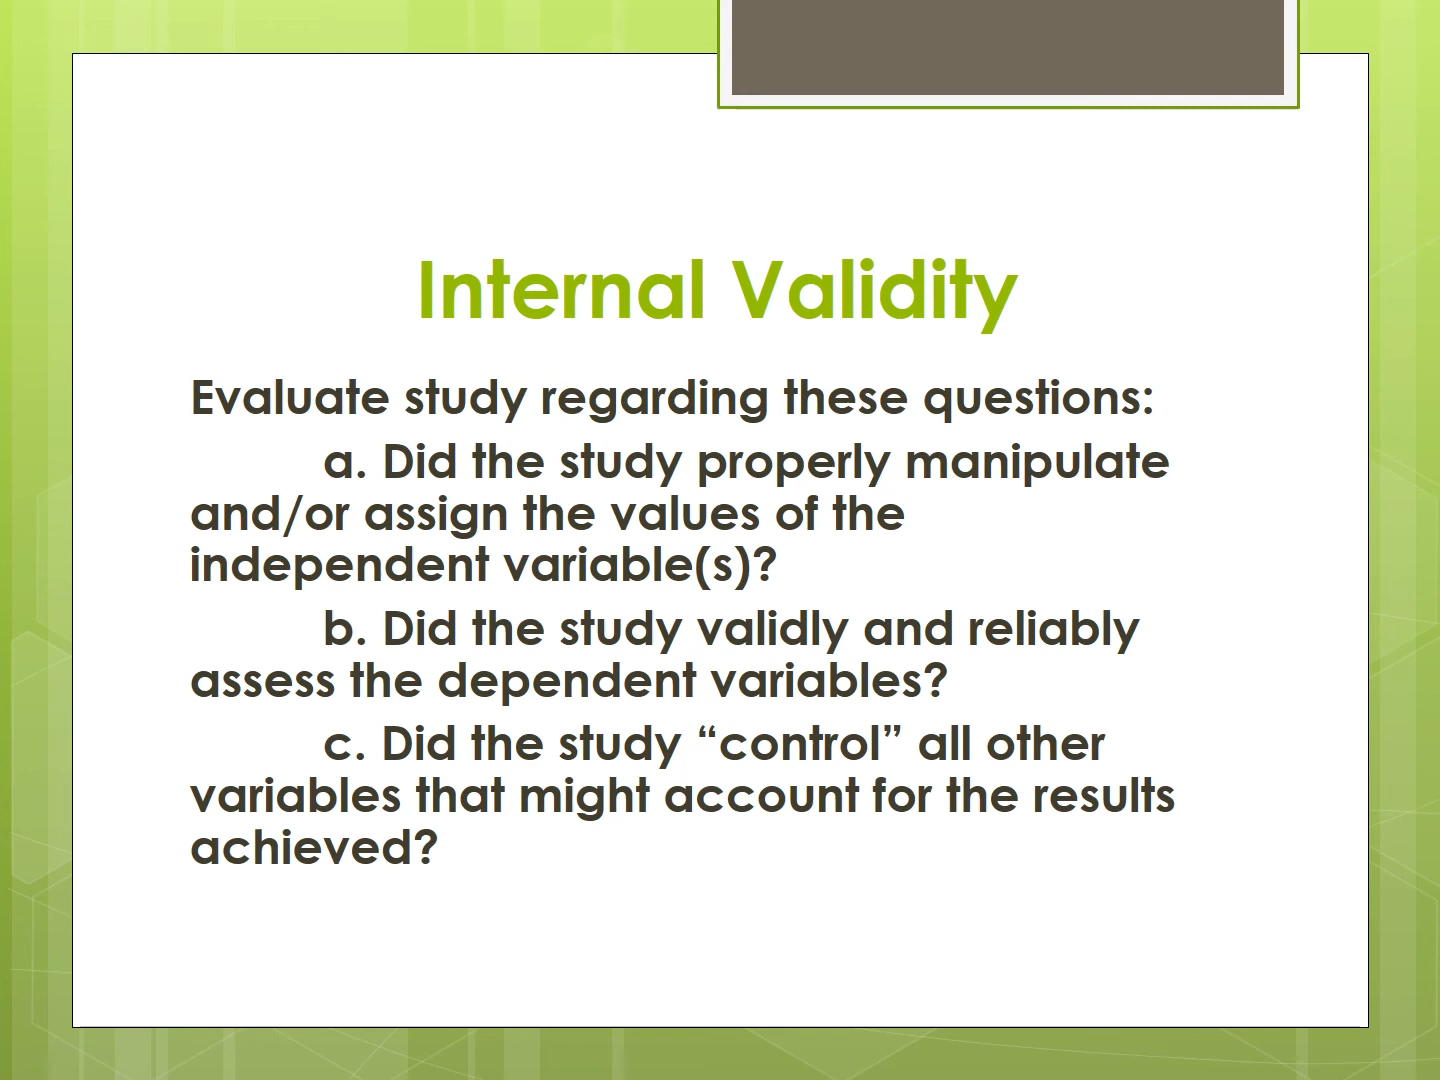 Internal Validity
Evaluate study regarding these questions:
a. Did the study properly manipulate
and/or assign the values of the
independent variable(s)?
b. Did the study validly and reliably
assess the dependent variables?
c. Did the study “control” all other
variables that might account for the results
achieved?